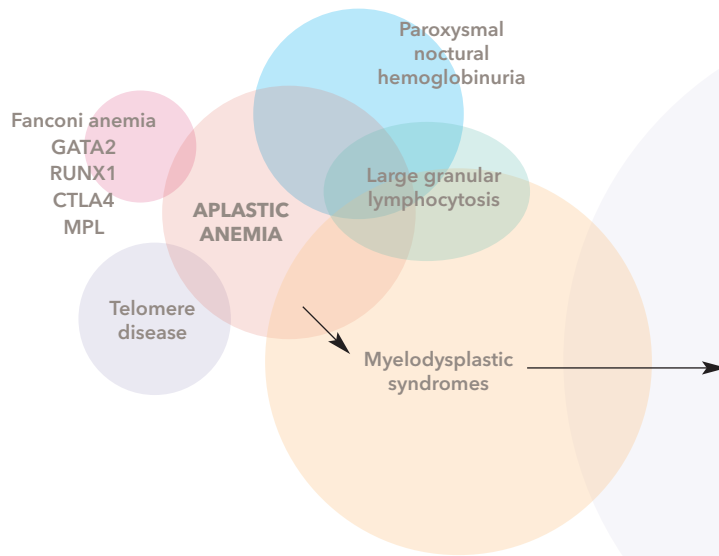 Paroxysmal
noctural
hemoglobinuria
Fanconi anemia
GATA2
RUNX1
CTLA4
MPL
Large granular
lymphocytosis
APLASTIC
ANEMIA
Telomere
disease
Myelodysplastic
syndromes